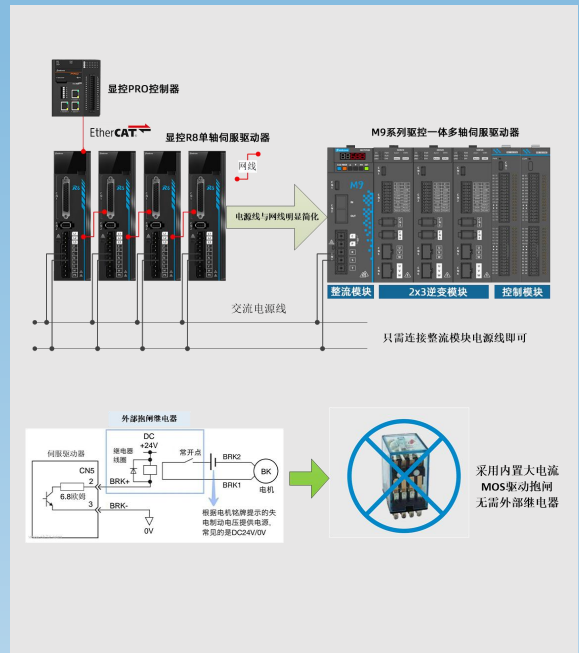 显控PRO控制器
EtherCAT
显控R8单轴伺服驱动器
M9系列驱控一体多轴伺服驱动器
R8
R8
R8
R8
网线
电源线与网线明显简化
M9
整流模块
2x3逆变模块
控制模块
交流电源线
只需连接整流模块电源线即可
外部抱闸继电器
DC
+24V
伺服驱动器
继电器
线圈
常开点
CN5
2
BRK+
6.8欧姆
3
BRK-
0V
BRK2
BRK1
BK
电机
根据电机铭牌提示的失
电制动电压提供电源,
常见的是DC24V/0V
采用内置大电流
MOS驱动抱闸
无需外部继电器